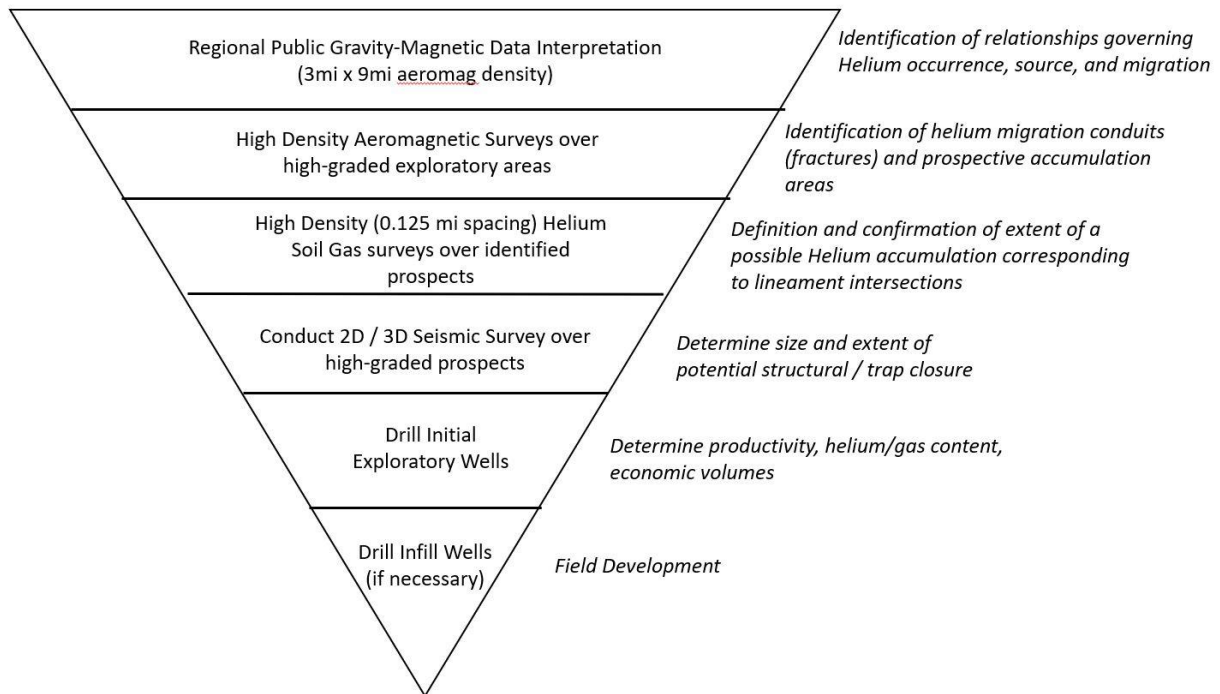 Regional Public Gravity-Magnetic Data Interpretation
(3mi x 9mi aeromag density)
Identification of relationships governing
Helium occurrence, source, and migration
High Density Aeromagnetic Surveys over
high-graded exploratory areas
Identification of helium migration conduits
(fractures) and prospective accumulation
areas
High Density (0.125 mi spacing) Helium
Soil Gas surveys over identified
prospects
Definition and confirmation of extent of a
possible Helium accumulation corresponding
to lineament intersections
Conduct 2D / 3D Seismic Survey over
high-graded prospects
Determine size and extent of
potential structural / trap closure
Drill Initial
Exploratory Wells
Determine productivity, helium/gas content,
economic volumes
Drill Infill Wells
(if necessary)
Field Development